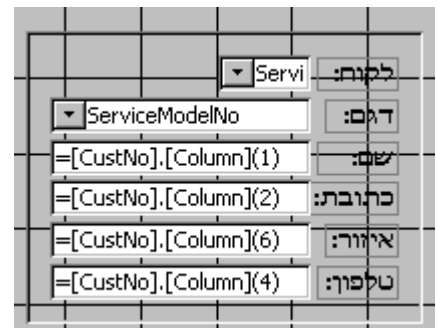 לקוח: Servi
דגם: ServiceModelNo
שם: =[CustNo].[Column](1)
כתובת: =[CustNo].[Column](2)
איזור: =[CustNo].[Column](6)
טלפון: =[CustNo].[Column](4)